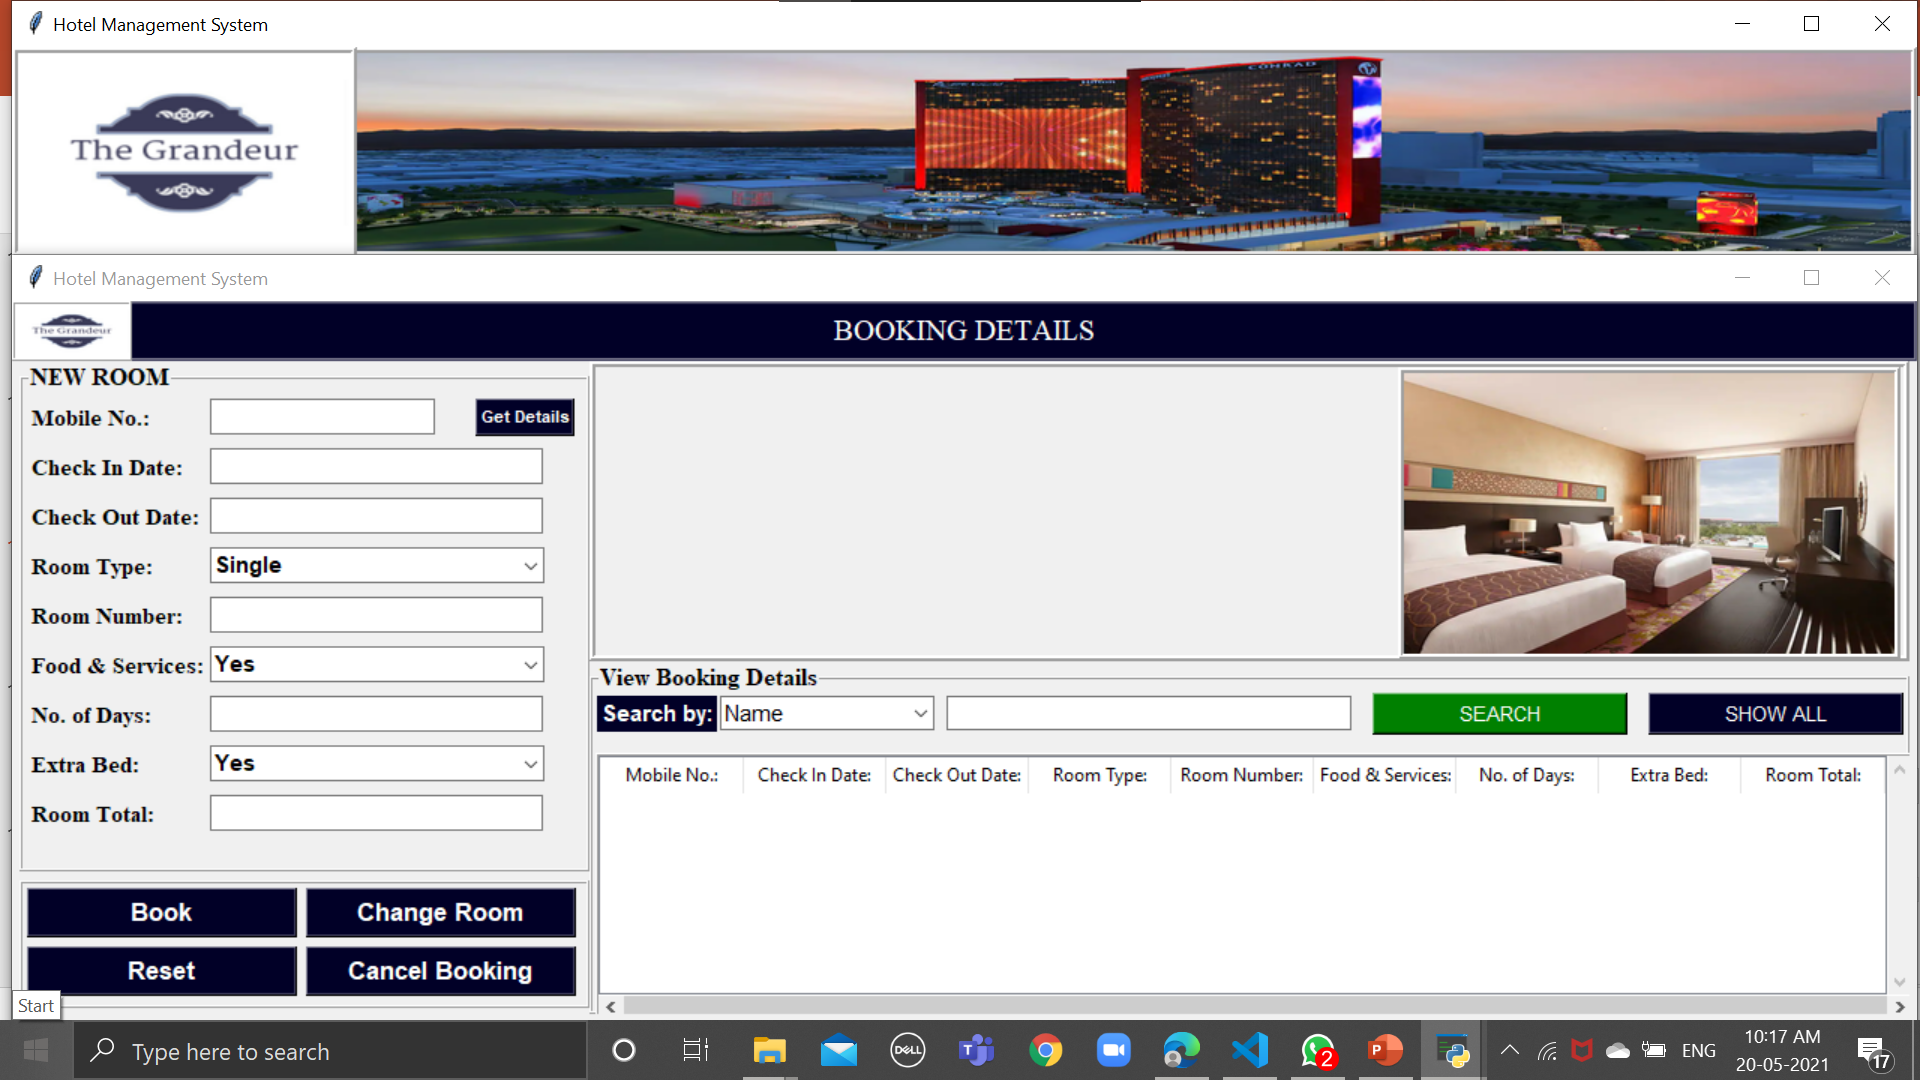 Hotel Management System
The Grandeur
CONRAD
Hilton
Hotel Management System
The Grandeur
BOOKING DETAILS
NEW ROOM
Mobile No.:
Get Details
Check In Date:
Check Out Date:
Room Type:
Single
Room Number:
Food & Services:
Yes
No. of Days:
Extra Bed:
Yes
Room Total:
Book
Change Room
Reset
Cancel Booking
View Booking Details
Search by:
Name
SEARCH
SHOW ALL
Mobile No.: Check In Date: Check Out Date: Room Type: Room Number: Food & Services: No. of Days: Extra Bed: Room Total:
Start
Type here to search
DELL
2
ENG
10:17 AM
20-05-2021
17